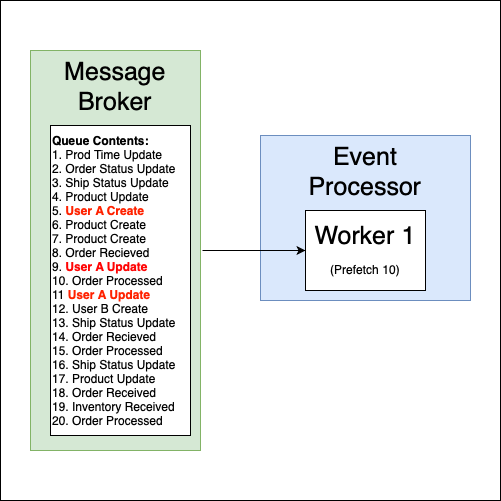 Message
Broker
Queue Contents:
1. Prod Time Update
2. Order Status Update
3. Ship Status Update
4. Product Update
5. User A Create
6. Product Create
7. Product Create
8. Order Recieved
9. User A Update
10. Order Processed
11 User A Update
12. User B Create
13. Ship Status Update
14. Order Recieved
15. Order Processed
16. Ship Status Update
17. Product Update
18. Order Received
19. Inventory Received
20. Order Processed
Event
Processor
Worker 1
(Prefetch 10)